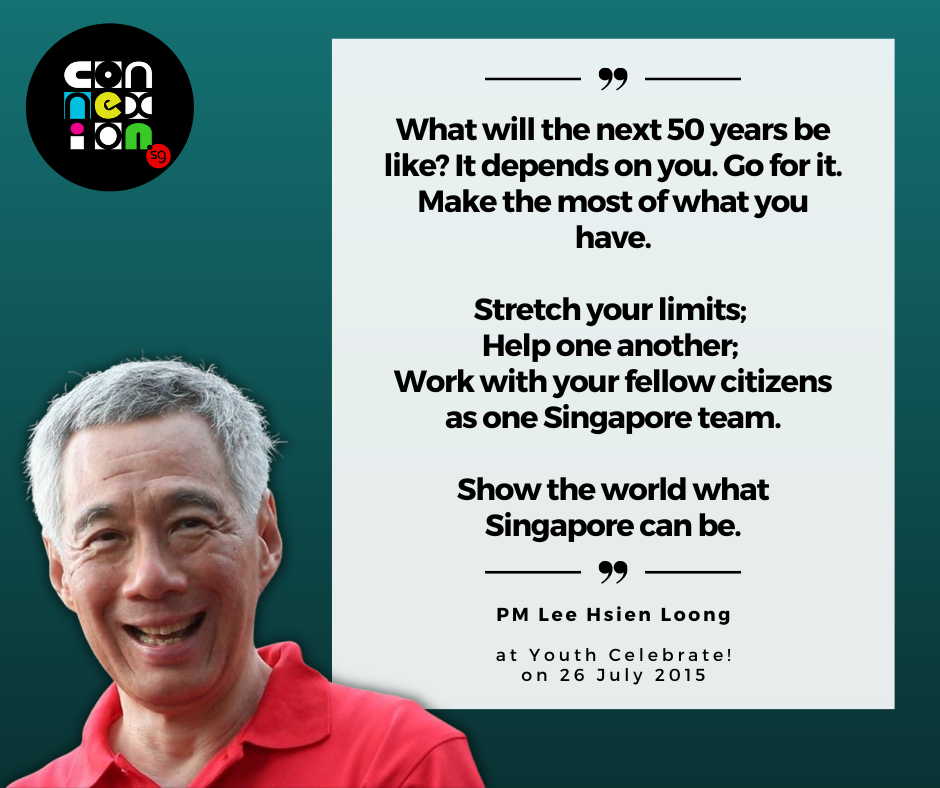 con
nex
ion
.sg
❞
What will the next 50 years be
like? It depends on you. Go for it.
Make the most of what you
have.
Stretch your limits;
Help one another;
Work with your fellow citizens
as one Singapore team.
Show the world what
Singapore can be.
❞
PM Lee Hsien Loong
at Youth Celebrate!
on 26 July 2015